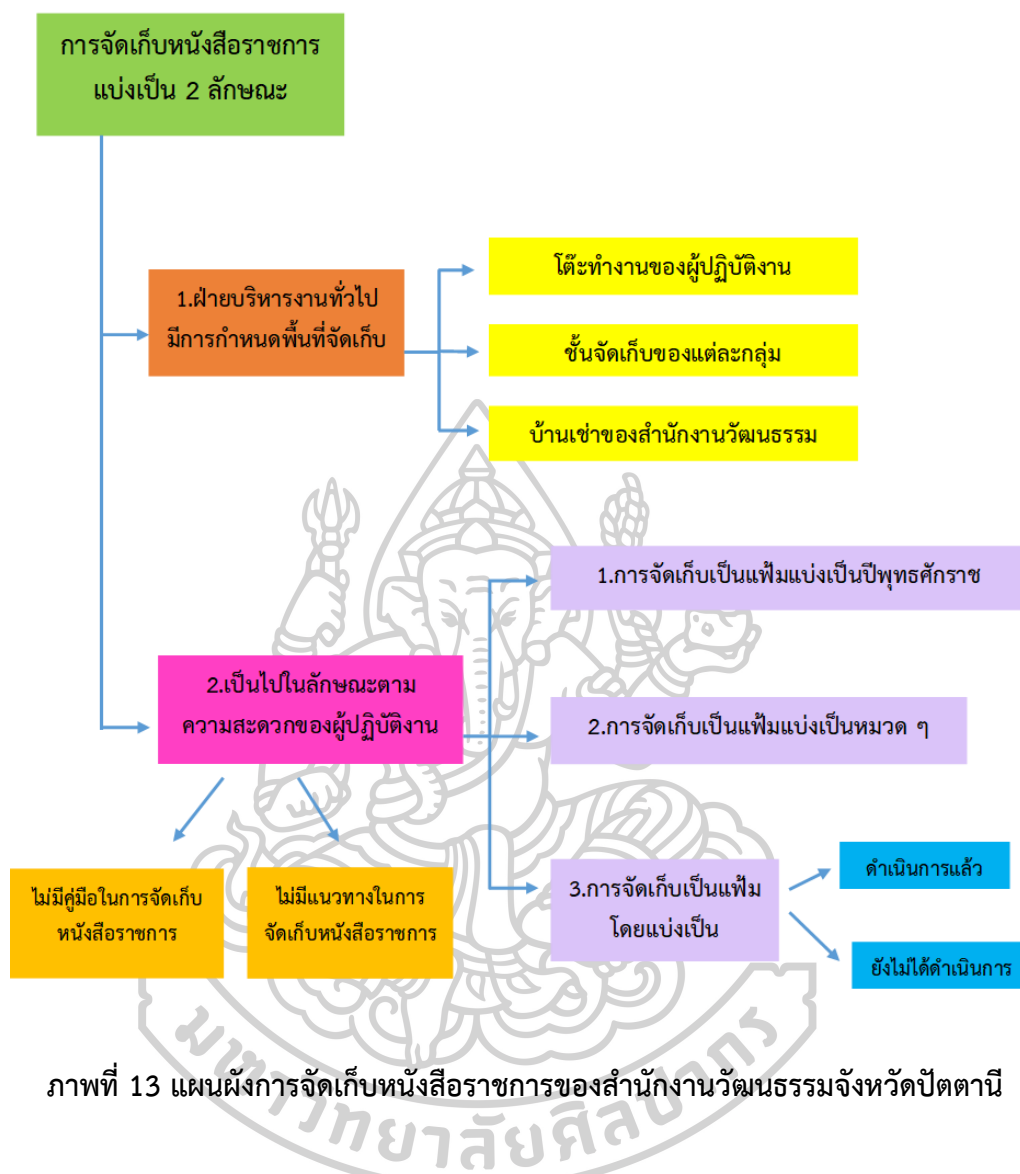 การจัดเก็บหนังสือราชการ
แบ่งเป็น 2 ลักษณะ
1.ฝ่ายบริหารงานทั่วไป
มีการกำหนดพื้นที่จัดเก็บ
โต๊ะทำงานของผู้ปฏิบัติงาน
ชั้นจัดเก็บของแต่ละกลุ่ม
บ้านเช่าของสำนักงานวัฒนธรรม
2.เป็นไปในลักษณะตาม
ความสะดวกของผู้ปฏิบัติงาน
1.การจัดเก็บเป็นแฟ้มแบ่งเป็นปีพุทธศักราช
2.การจัดเก็บเป็นแฟ้มแบ่งเป็นหมวด ๆ
3.การจัดเก็บเป็นแฟ้ม
โดยแบ่งเป็น
ดำเนินการแล้ว
ยังไม่ได้ดำเนินการ
ไม่มีคู่มือในการจัดเก็บ
หนังสือราชการ
ไม่มีแนวทางในการ
จัดเก็บหนังสือราชการ
ภาพที่ 13 แผนผังการจัดเก็บหนังสือราชการของสำนักงานวัฒนธรรมจังหวัดปัตตานี
มหาวิทยาลัยศิลปากร